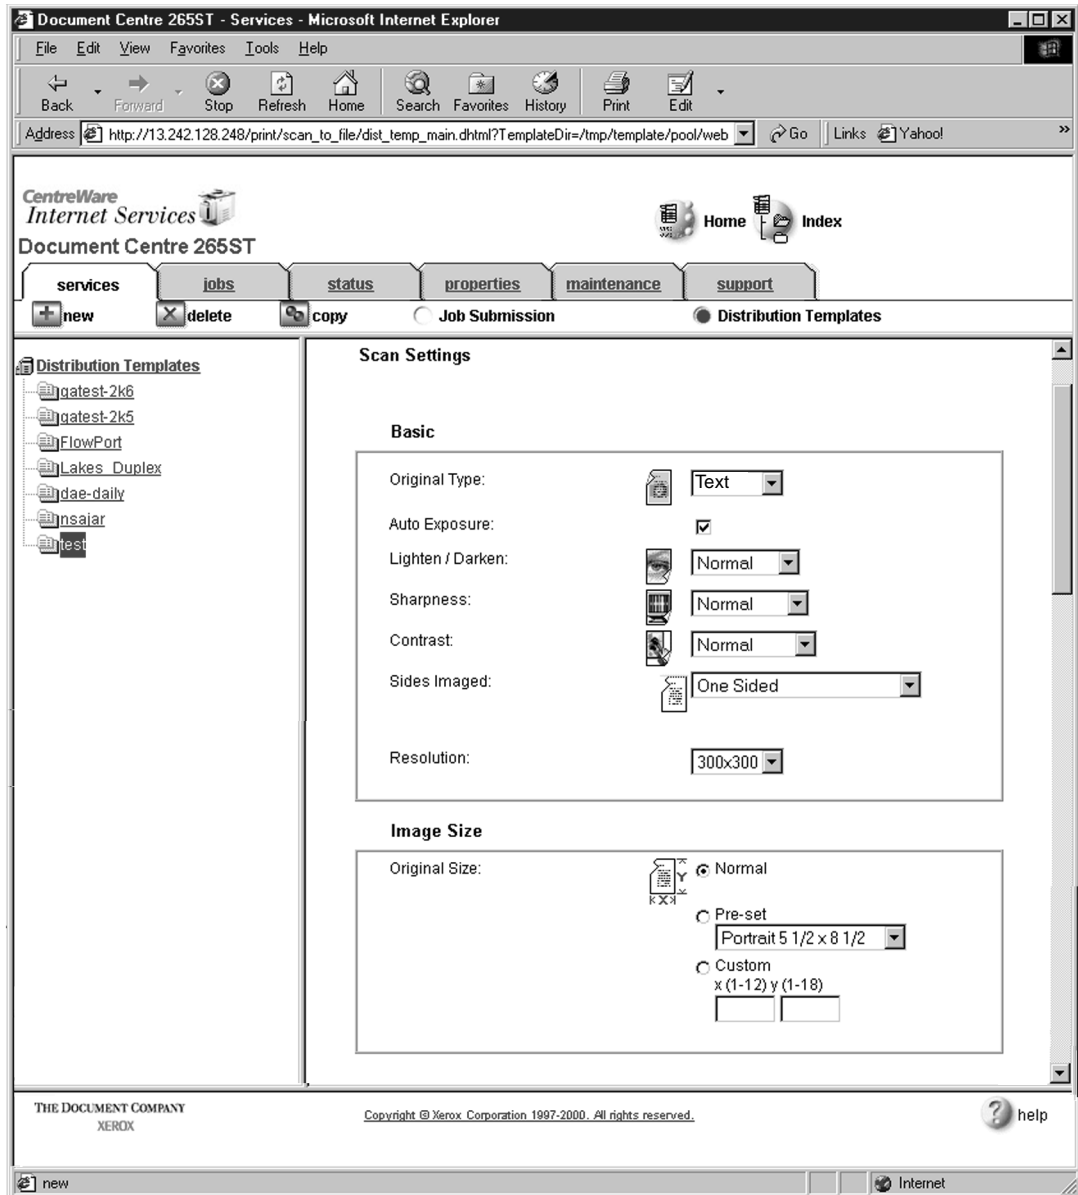 Document Centre 265ST - Services - Microsoft Internet Explorer
File Edit View Favorites Tools Help
Back Forward Stop Refresh Home Search Favorites History Print Edit
Address http://13.242.128.248/print/scan_to_file/dist_temp_main.dhtml?TemplateDir=/tmp/template/pool/web Go Links Yahoo! »
CentreWare
Internet Services
Home Index
Document Centre 265ST
services jobs status properties maintenance support
new delete copy Job Submission Distribution Templates
Distribution Templates
qatest-2k6
qatest-2k5
FlowPort
Lakes_Duplex
dae-daily
nsajar
test
Scan Settings
Basic
Original Type: Text
Auto Exposure:
Lighten / Darken: Normal
Sharpness: Normal
Contrast: Normal
Sides Imaged: One Sided
Resolution: 300x300
Image Size
Original Size: Normal
Y
X
Pre-set
Portrait 5 1/2 x 8 1/2
Custom
x (1-12) y (1-18)
THE DOCUMENT COMPANY
XEROX
Copyright © Xerox Corporation 1997-2000. All rights reserved.
? help
new Internet